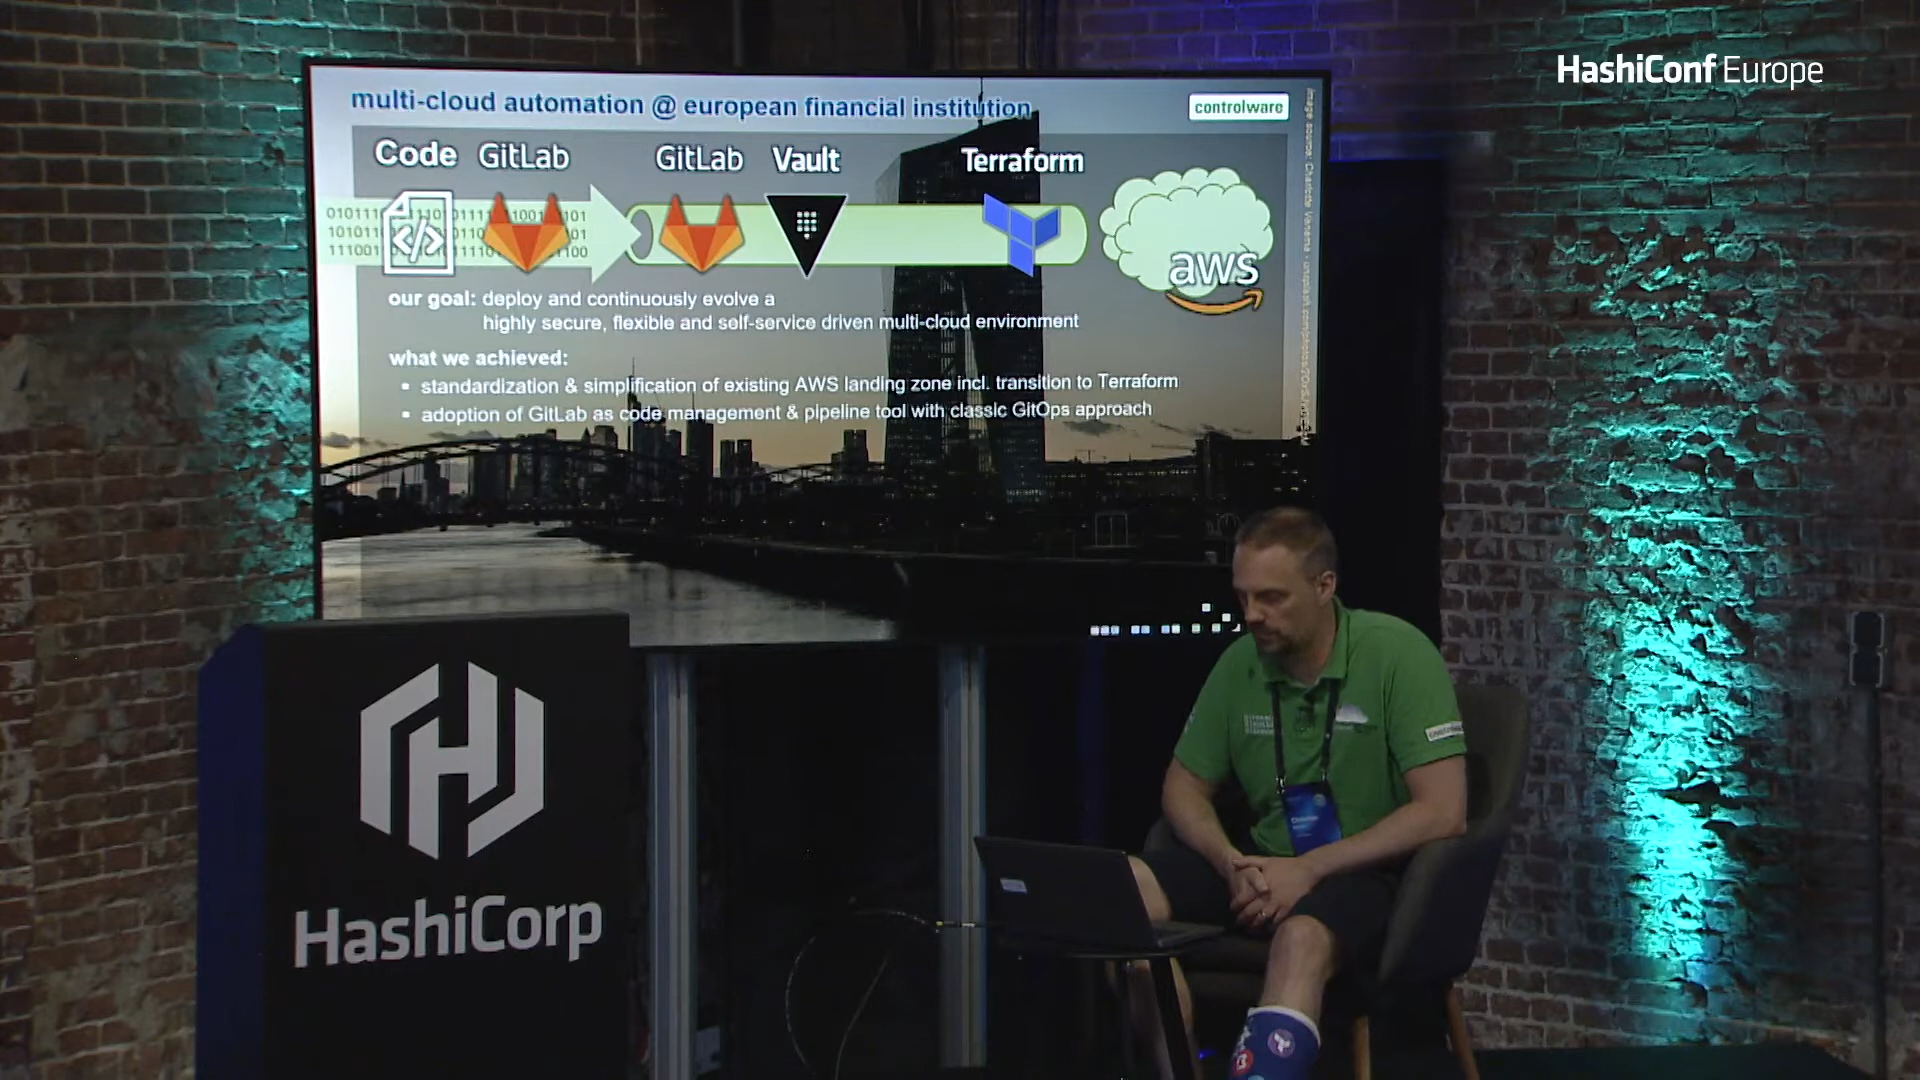 HashiConf Europe
multi-cloud automation @ european financial institution
controlware
Code GitLab GitLab Vault Terraform
aws
our goal: deploy and continuously evolve a
highly secure, flexible and self-service driven multi-cloud environment
what we achieved:
▪ standardization & simplification of existing AWS landing zone incl. transition to Terraform
▪ adoption of GitLab as code management & pipeline tool with classic GitOps approach
HashiCorp